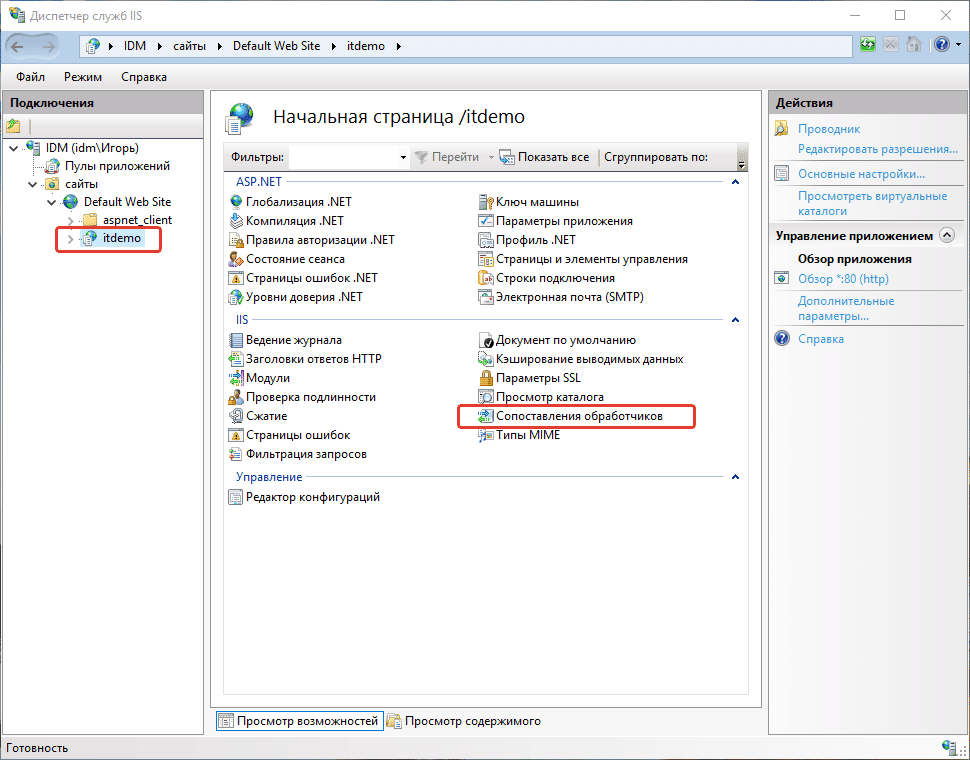 Диспетчер служб IIS
IDM сайты Default Web Site itdemo
Файл Режим Справка
Подключения
IDM (idm\Игорь)
Пулы приложений
сайты
Default Web Site
aspnet_client
itdemo
Начальная страница /itdemo
Фильтры: Перейти Показать все Сгруппировать по:
ASP.NET
Глобализация .NET
Ключ машины
Компиляция .NET
Параметры приложения
Правила авторизации .NET
Профиль .NET
Состояние сеанса
Страницы и элементы управления
Страницы ошибок .NET
Строки подключения
Уровни доверия .NET
Электронная почта (SMTP)
IIS
Ведение журнала
Документ по умолчанию
Заголовки ответов HTTP
Кэширование выводимых данных
Модули
Параметры SSL
Проверка подлинности
Просмотр каталога
Сжатие
Сопоставления обработчиков
Страницы ошибок
Типы MIME
Фильтрация запросов
Управление
Редактор конфигураций
Просмотр возможностей
Просмотр содержимого
Действия
Проводник
Редактировать разрешения...
Основные настройки...
Просмотреть виртуальные
каталоги
Управление приложением
Обзор приложения
Обзор *:80 (http)
Дополнительные
параметры...
Справка
Готовность